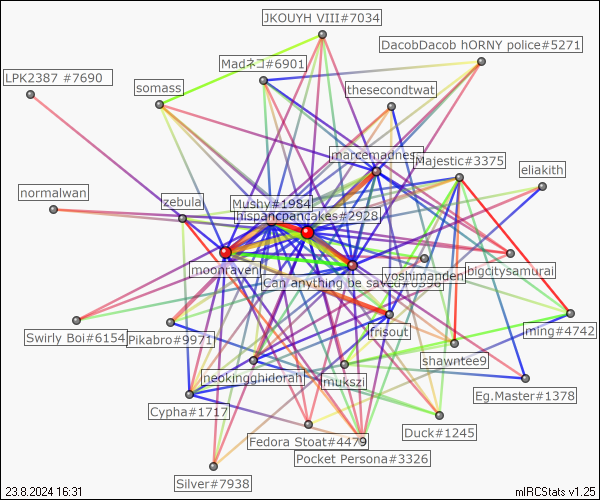 JKOUYH VIII#7034
DacobDacob hORNY police#5271
Madネコ#6901
LPK2387 #7690
somass
thesecondtwat
marcemadnes
Majestic#3375
eliakith
normalwan
zebula
Mushy#1984
hispancpancakes#2928
moonraven
Can anything be saved#0398
yoshimanden
bigcitysamurai
Swirly Boi#6154
Pikabro#9971
frisout
ming#4742
shawntee9
neokingghidorah
mukszi
Eg.Master#1378
Cypha#1717
Duck#1245
Fedora Stoat#4479
Pocket Persona#3326
Silver#7938
23.8.2024 16:31
mIRCStats v1.25